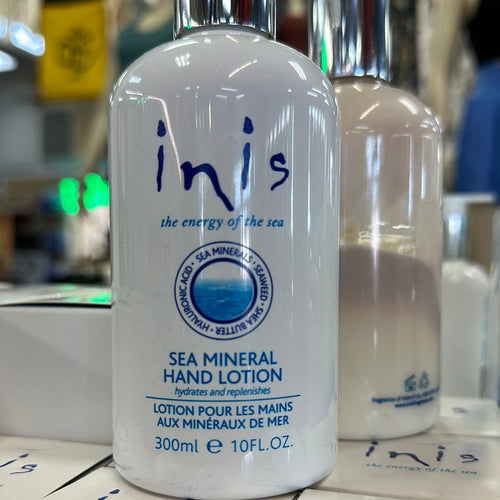 inis
the energy of the sea
SEA MINERALS • SEAWEED • SHEA BUTTER • HYALURONIC ACID •
SEA MINERAL
HAND LOTION
hydrates and replenishes
LOTION POUR LES MAINS
AUX MINÉRAUX DE MER
300ml ℮ 10FL.OZ.
inis
the energy of the sea
inis